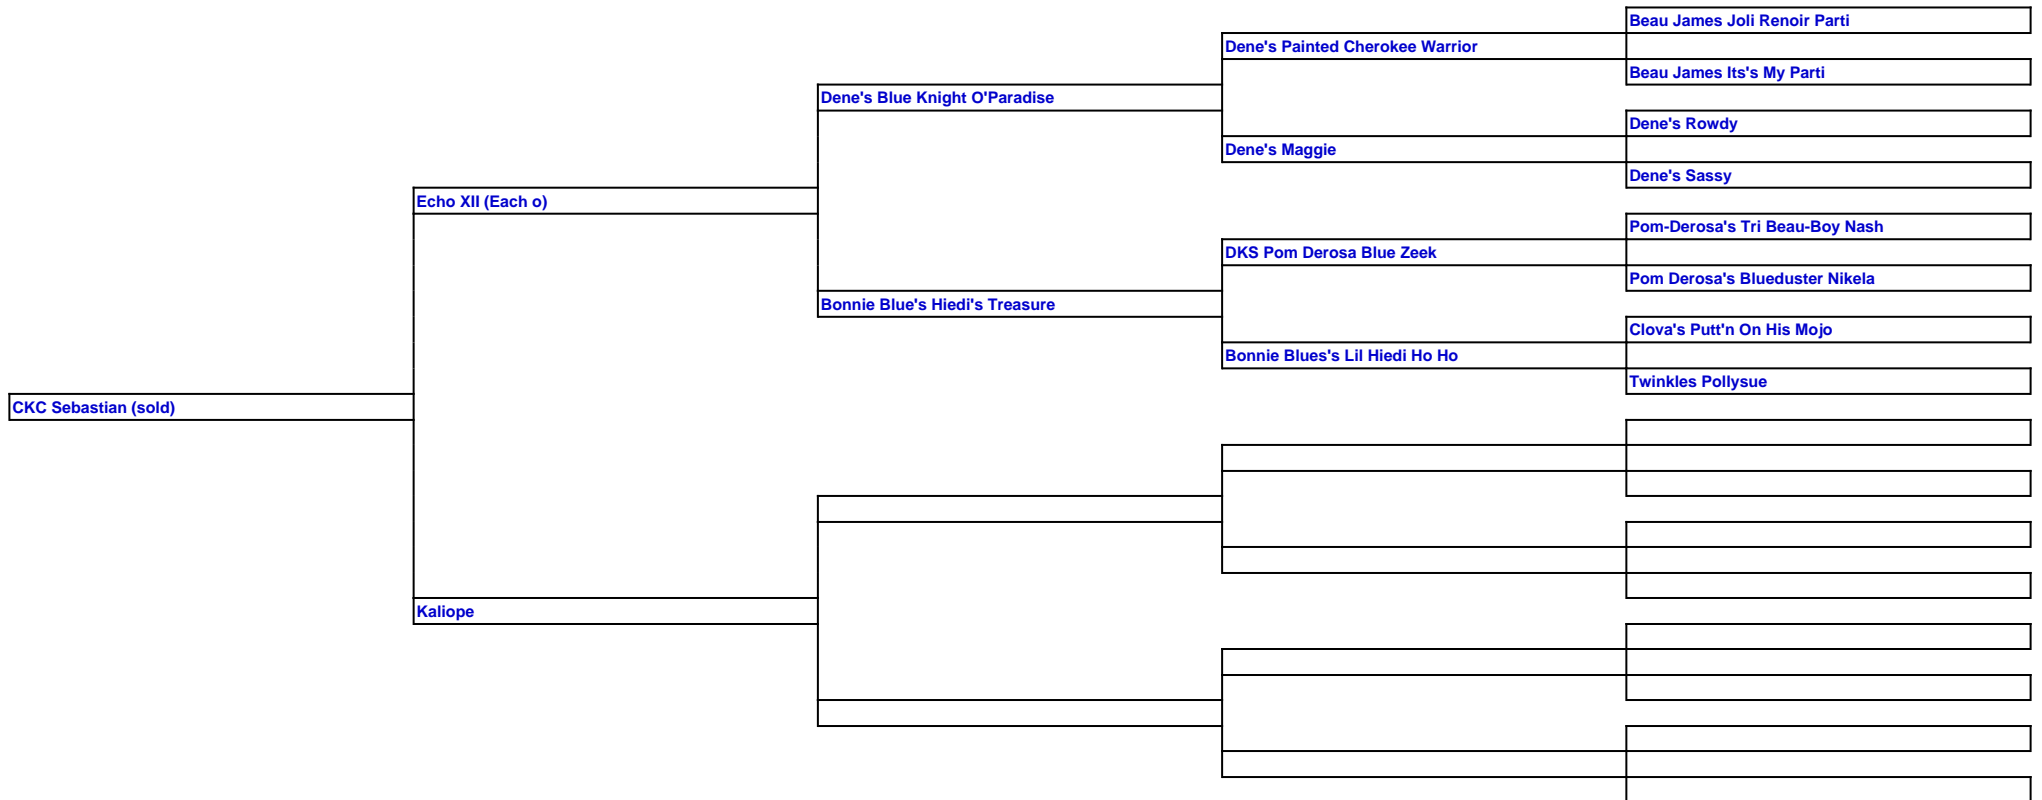 Beau James Joli Renoir Parti
Dene's Painted Cherokee Warrior
Beau James Its's My Parti
Dene's Blue Knight O'Paradise
Dene's Rowdy
Dene's Maggie
Dene's Sassy
Echo XII (Each o)
Pom-Derosa's Tri Beau-Boy Nash
DKS Pom Derosa Blue Zeek
Pom Derosa's Blueduster Nikela
Bonnie Blue's Hiedi's Treasure
Clova's Putt'n On His Mojo
Bonnie Blues's Lil Hiedi Ho Ho
Twinkles Pollysue
CKC Sebastian (sold)
Kaliope